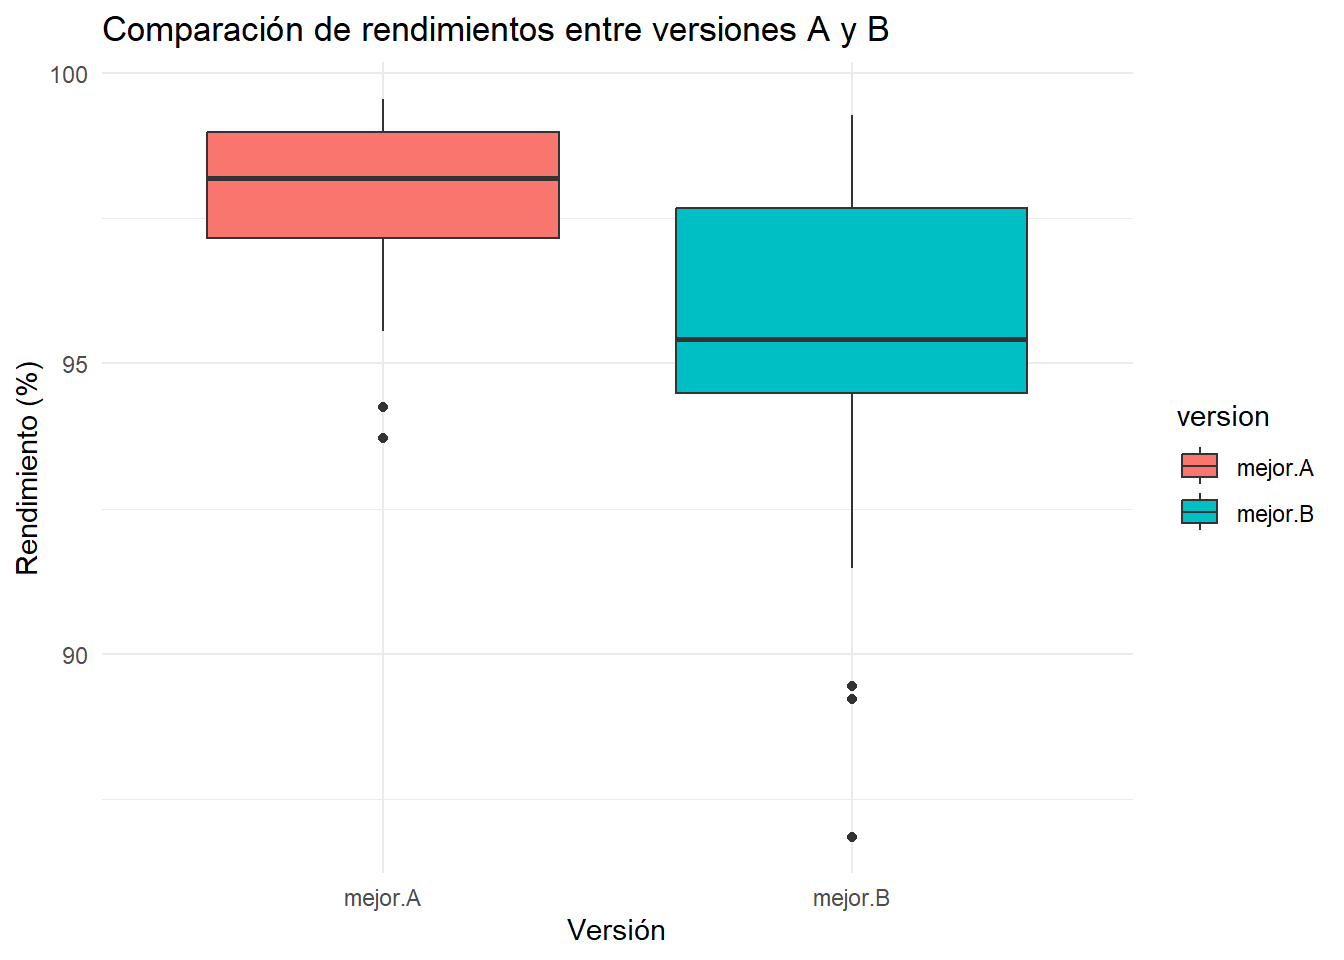 Comparación de rendimientos entre versiones A y B
100
95
90
Rendimiento (%)
mejor.A
mejor.B
Versión
version
mejor.A
mejor.B